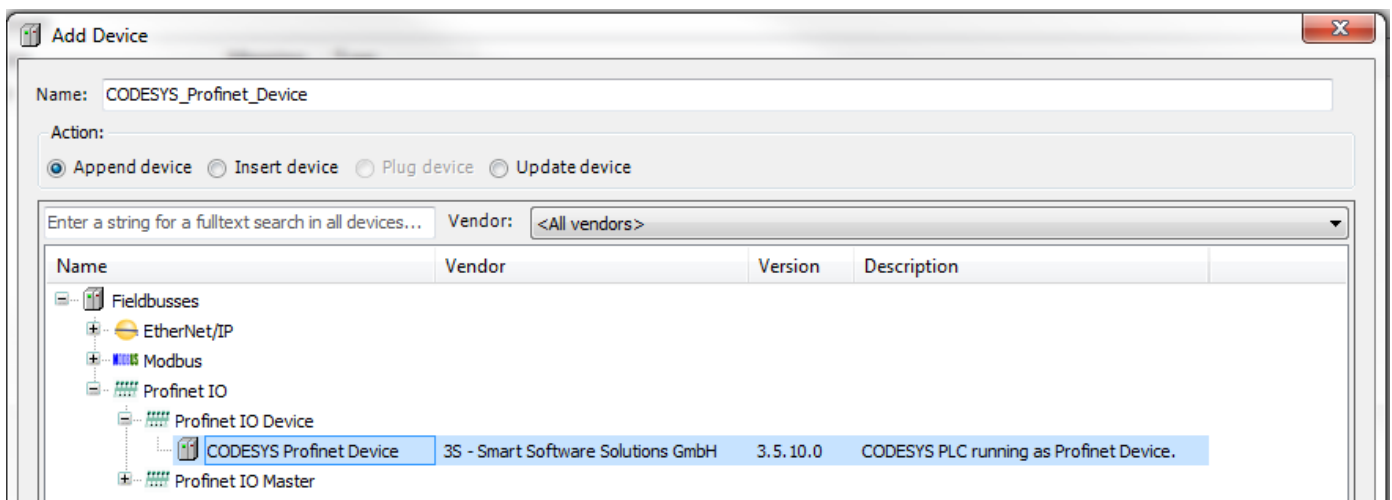 Add Device
Name: CODESYS_Profinet_Device
Action:
Append device Insert device Plug device Update device
Enter a string for a fulltext search in all devices... Vendor: <All vendors>
Name Vendor Version Description
Fieldbusses
EtherNet/IP
Modbus
Profinet IO
Profinet IO Device
CODESYS Profinet Device 3S - Smart Software Solutions GmbH 3.5.10.0 CODESYS PLC running as Profinet Device.
Profinet IO Master